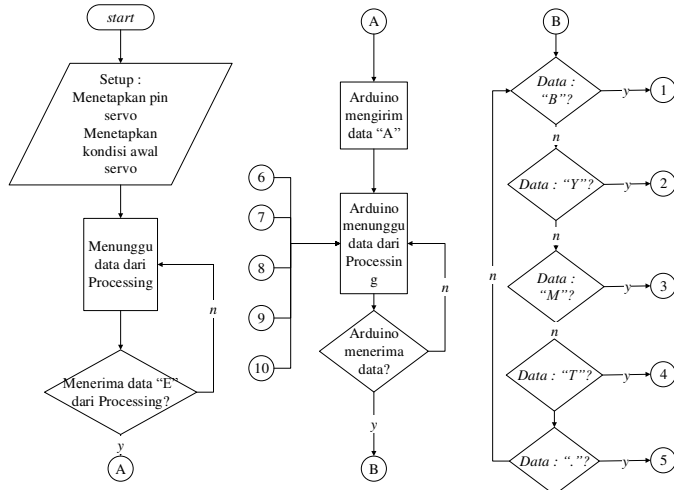 start
Setup :
Menetapkan pin
servo
Menetapkan
kondisi awal
servo
Menunggu
data dari
Processing
n
Menerima data “E”
dari Processing?
y
A
A
Arduino
mengirim
data “A”
6
7
8
9
10
Arduino
menunggu
data dari
Processin
g
n
Arduino
menerima
data?
y
B
B
Data :
“B”?
y
1
n
Data : “Y”?
y
2
n
n
Data :
“M”?
y
3
n
Data : “T”?
y
4
Data : “.”?
y
5